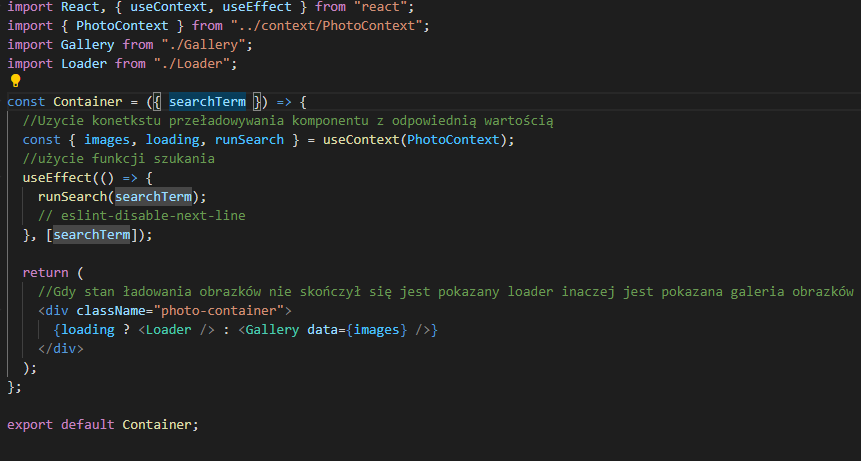 import React, { useContext, useEffect } from "react";
import { PhotoContext } from "../context/PhotoContext";
import Gallery from "./Gallery";
import Loader from "./Loader";
const Container = ({ searchTerm }) => {
//Uzycie konetkstu przeładowywania komponentu z odpowiednią wartością
const { images, loading, runSearch } = useContext(PhotoContext);
//użycie funkcji szukania
useEffect(() => {
runSearch(searchTerm);
// eslint-disable-next-line
}, [searchTerm]);
return (
//Gdy stan ładowania obrazków nie skończył się jest pokazany loader inaczej jest pokazana galeria obrazków
<div className="photo-container">
{loading ? <Loader /> : <Gallery data={images} />}
</div>
);
};
export default Container;